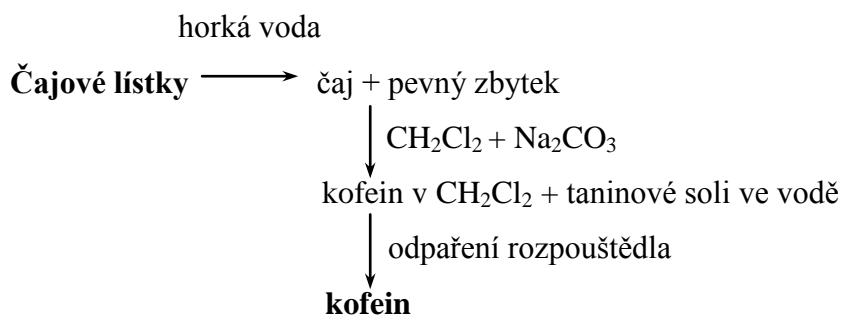 horká voda
Čajové lístky čaj + pevný zbytek
CH₂Cl₂ + Na₂CO₃
kofein v CH₂Cl₂ + taninové soli ve vodě
odpaření rozpouštědla
kofein